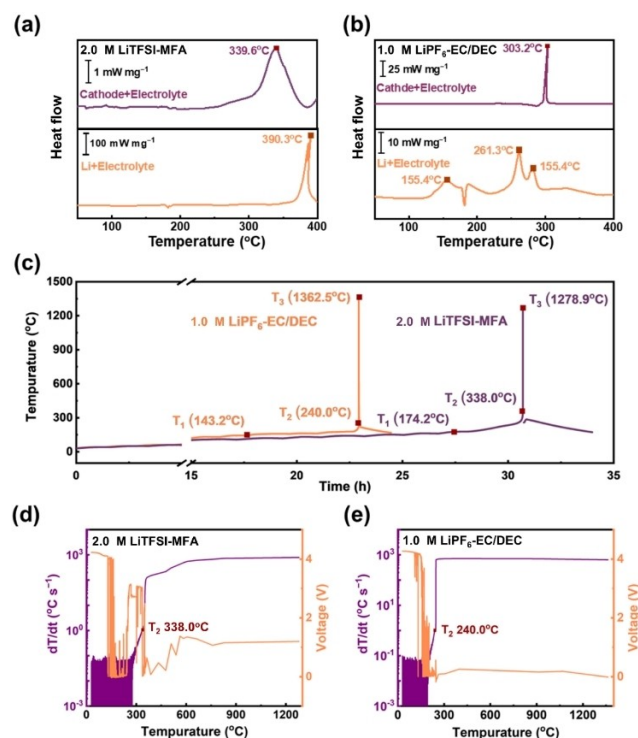 (a)
2.0 M LiTFSI-MFA
339.6°C
1 mW mg⁻¹
Cathode+Electrolyte
100 mW mg⁻¹
390.3°C
Li+Electrolyte
Heat flow
100 200 300 400
Temperature (°C)
(b)
1.0 M LiPF₆-EC/DEC
303.2°C
25 mW mg⁻¹
Cathde+Electrolyte
10 mW mg⁻¹
Li+Electrolyte
261.3°C
155.4°C
155.4°C
Heat flow
100 200 300 400
Temperature (°C)
(c)
Tempurature (°C)
1500
1200
900
600
300
0
T₃ (1362.5°C)
T₃ (1278.9°C)
1.0 M LiPF₆-EC/DEC
2.0 M LiTFSI-MFA
T₂ (338.0°C)
T₁ (143.2°C)
T₂ (240.0°C)
T₁ (174.2°C)
0 15 20 25 30 35
Time (h)
(d)
2.0 M LiTFSI-MFA
dT/dt (°C s⁻¹)
10³
10⁰
10⁻³
T₂ 338.0°C
Voltage (V)
4
2
0
0 300 600 900 1200
Tempurature (°C)
(e)
1.0 M LiPF₆-EC/DEC
dT/dt (°C s⁻¹)
10³
10¹
10⁻¹
10⁻³
T₂ 240.0°C
Voltage (V)
4
2
0
0 300 600 900 1200
Tempurature (°C)